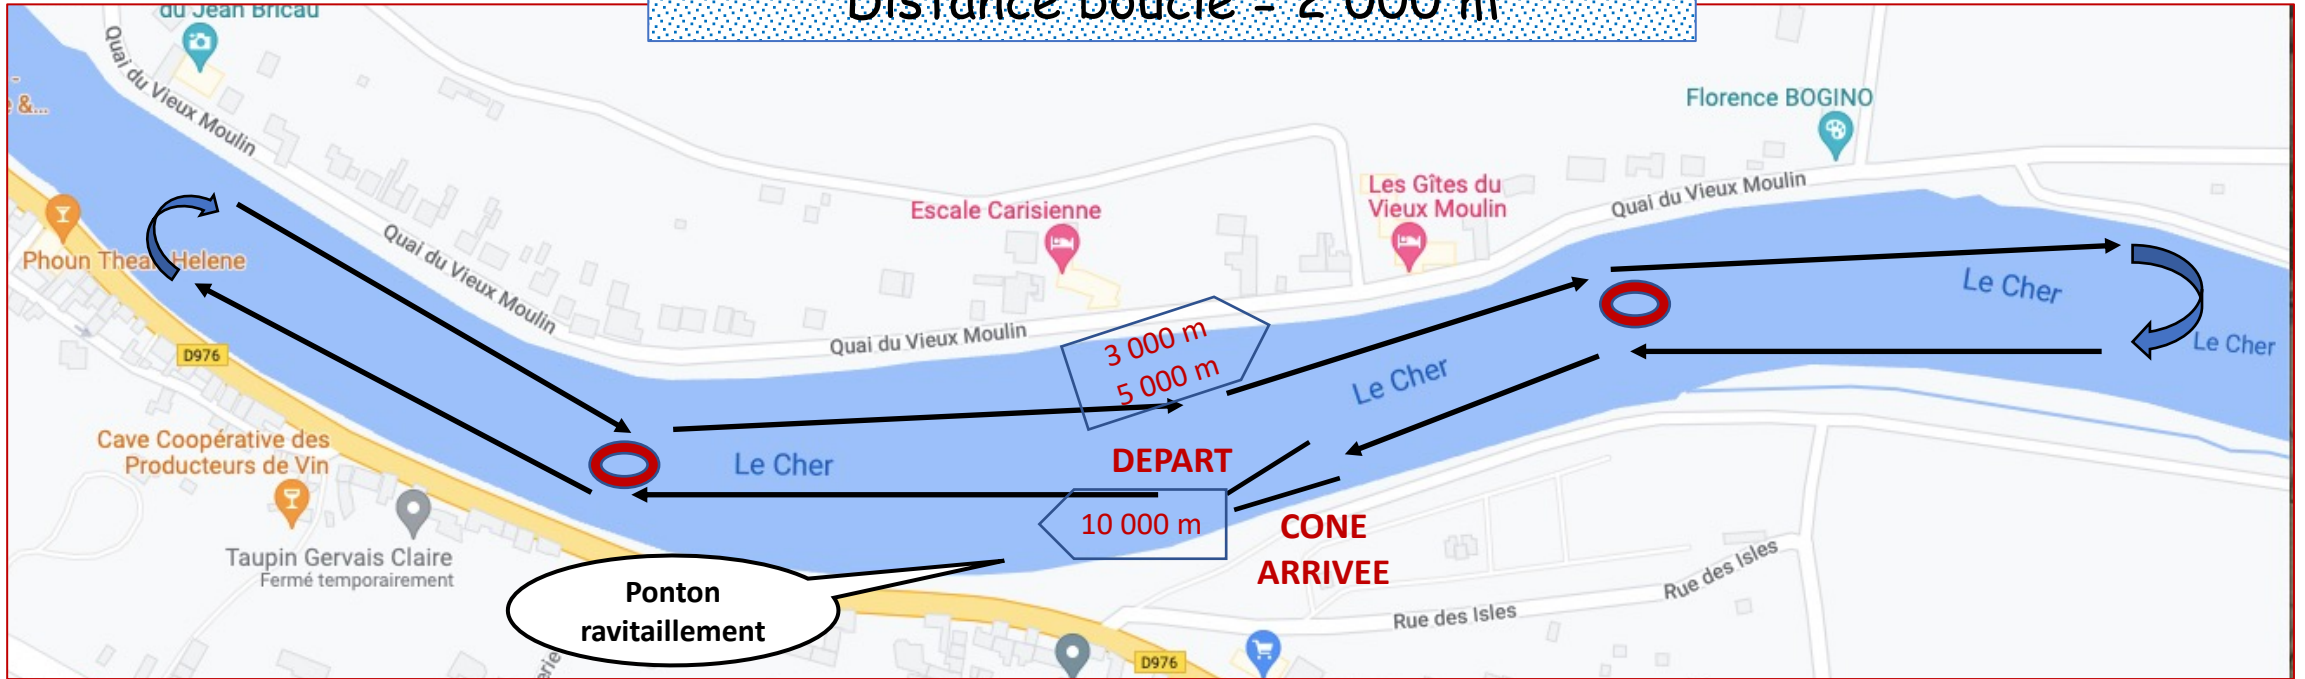 du Jean Bricau
Distance boucle = 2 000 m
Quai du Vieux Moulin
&...
Florence BOGINO
Les Gîtes du
Vieux Moulin
Quai du Vieux Moulin
Escale Carisienne
Phoun Thear Helene
Quai du Vieux Moulin
Le Cher
Le Cher
Quai du Vieux Moulin
3 000 m
5 000 m
D976
Le Cher
Cave Coopérative des
Producteurs de Vin
Le Cher
DEPART
10 000 m
CONE
ARRIVEE
Taupin Gervais Claire
Fermé temporairement
Ponton
ravitaillement
Rue des Isles
Rue des Isles
D976